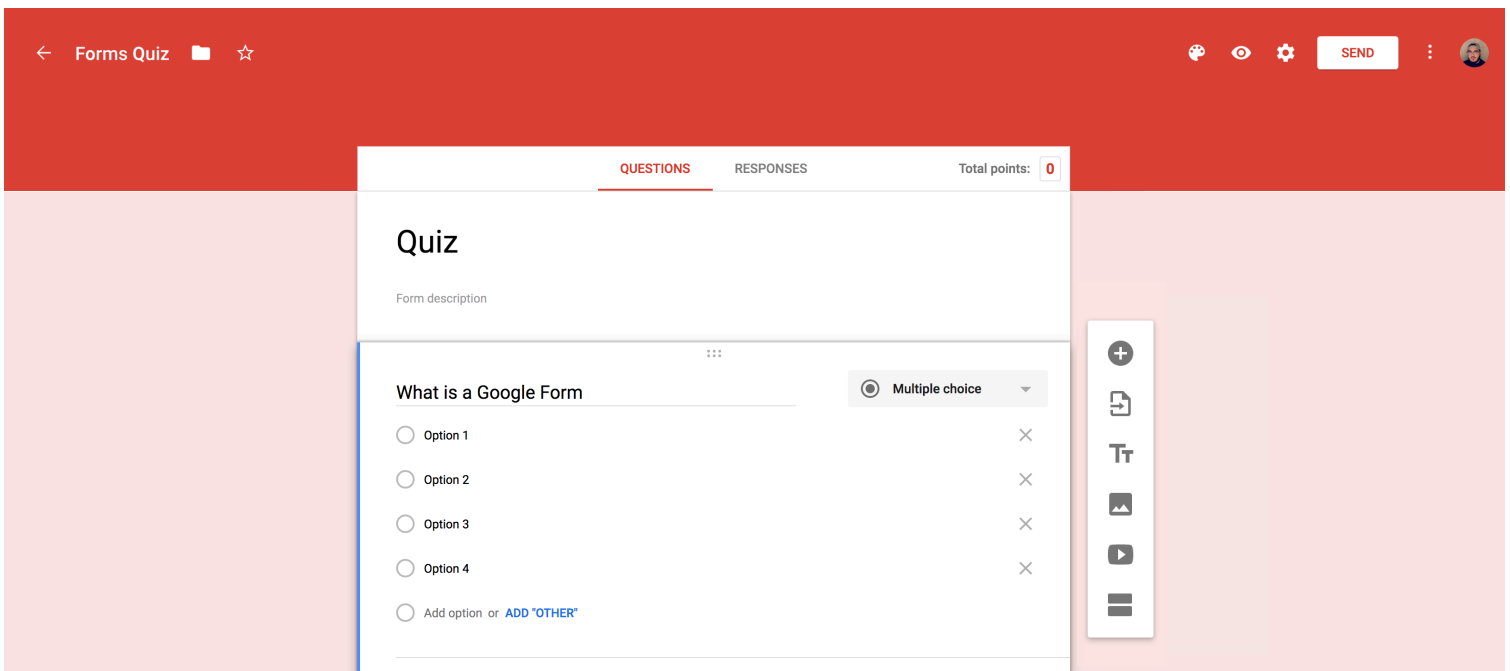 Forms Quiz SEND
QUESTIONS RESPONSES Total points: 0
Quiz
Form description
What is a Google Form Multiple choice
Option 1
Option 2
Option 3
Option 4
Add option or ADD "OTHER"